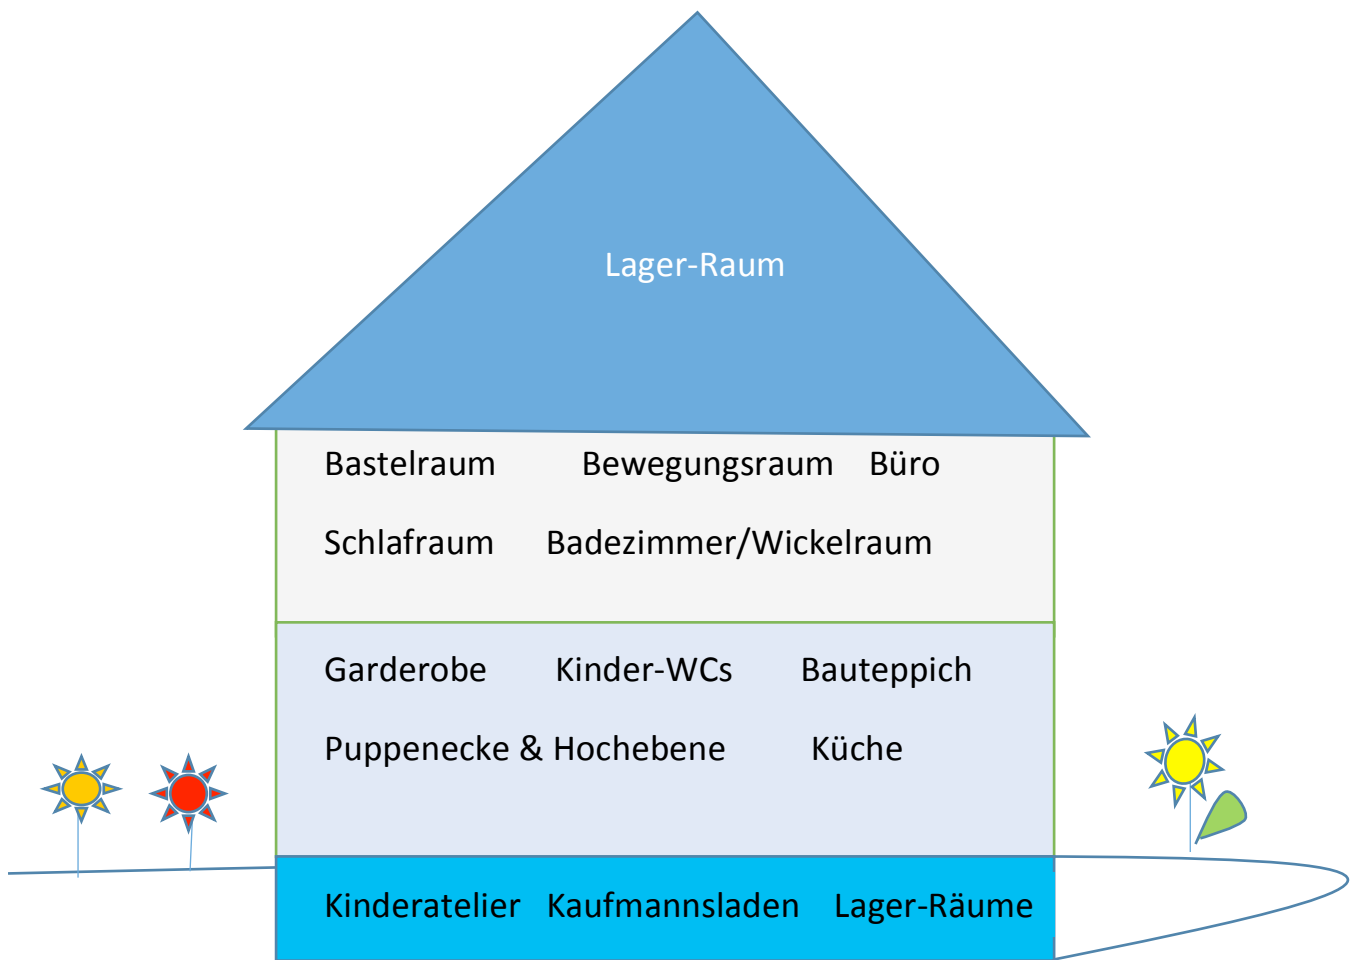 Lager-Raum
Bastelraum Bewegungsraum Büro
Schlafraum Badezimmer/Wickelraum
Garderobe Kinder-WCs Bauteppich
Puppenecke & Hochebene Küche
Kinderatelier Kaufmannsladen Lager-Räume